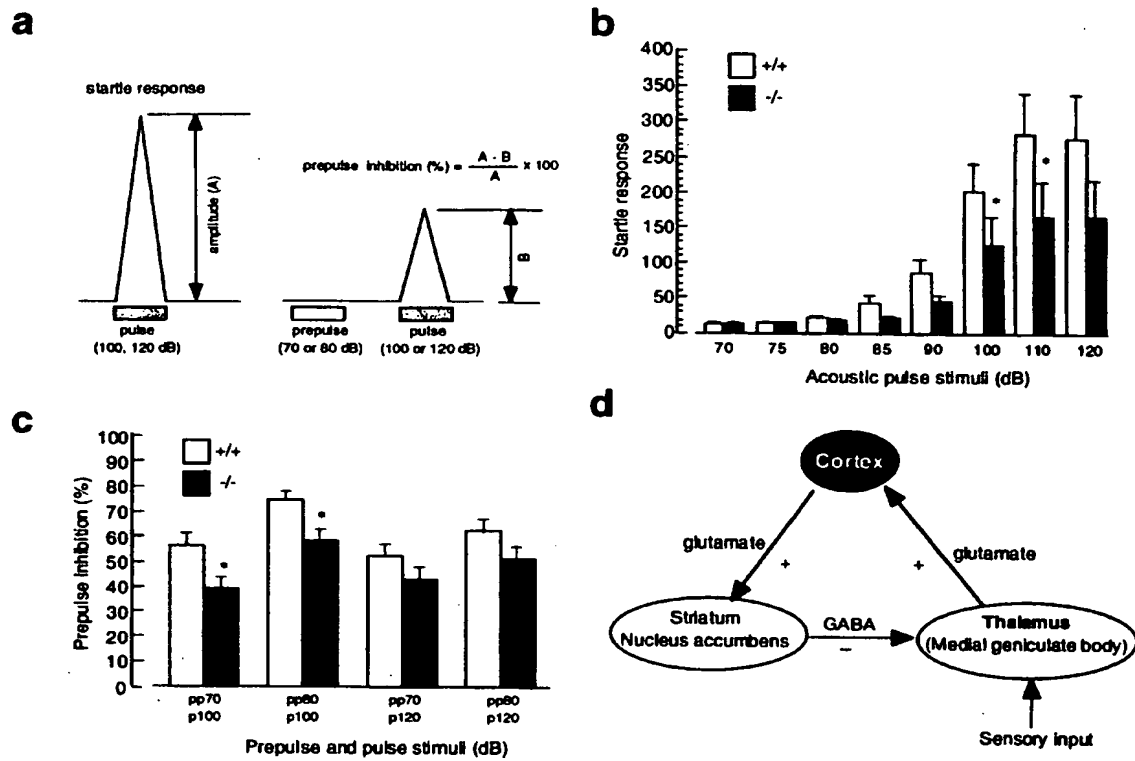 a
startle response
amplitude (A)
prepulse inhibition (%) = A - B / A x 100
B
pulse
(100, 120 dB)
prepulse
(70 or 80 dB)
pulse
(100 or 120 dB)
b
400
350
300
250
200
150
100
50
0
Startle response
+/+
-/-
*
*
70 75 80 85 90 100 110 120
Acoustic pulse stimuli (dB)
c
100
90
80
70
60
50
40
30
20
10
0
Prepulse Inhibition (%)
+/+
-/-
*
*
pp70 pp80 pp70 pp80
p100 p100 p120 p120
Prepulse and pulse stimuli (dB)
d
Cortex
glutamate
+
+
glutamate
Striatum
Nucleus accumbens
GABA
–
Thalamus
(Medial geniculate body)
Sensory input